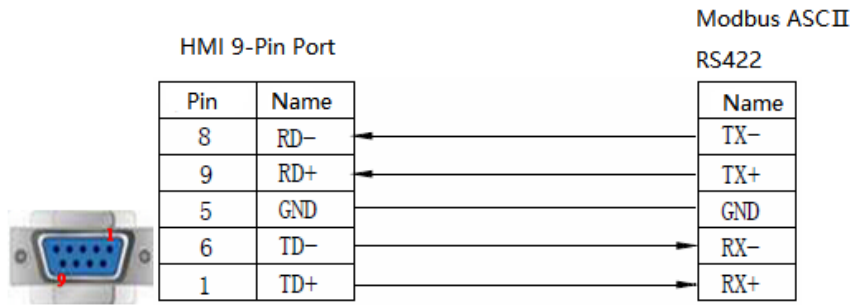 Modbus ASCⅡ
HMI 9-Pin Port
RS422
Pin Name Name
8 RD- TX-
9 RD+ TX+
5 GND GND
6 TD- RX-
1 TD+ RX+
1
9